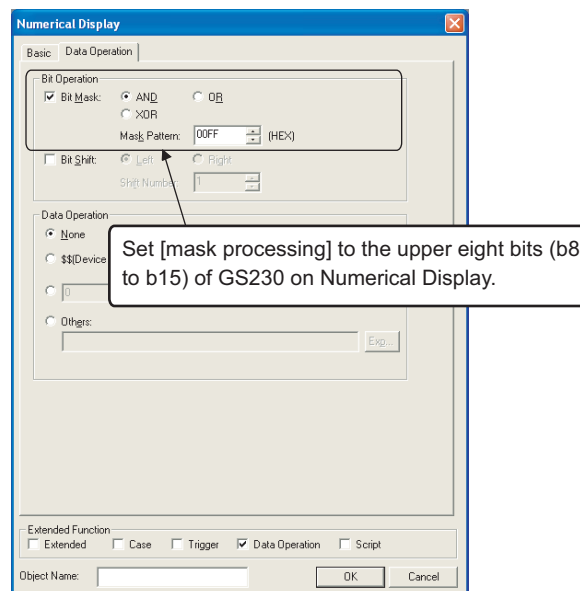 Numerical Display
Basic Data Operation
Bit Operation
Bit Mask: AND OR
XOR
Mask Pattern: 00FF (HEX)
Bit Shift: Left Right
Shift Number: 1
Data Operation
None
$$(Device
0
Others:
Exp...
Set [mask processing] to the upper eight bits (b8
to b15) of GS230 on Numerical Display.
Extended Function
Extended Case Trigger Data Operation Script
Object Name: OK Cancel